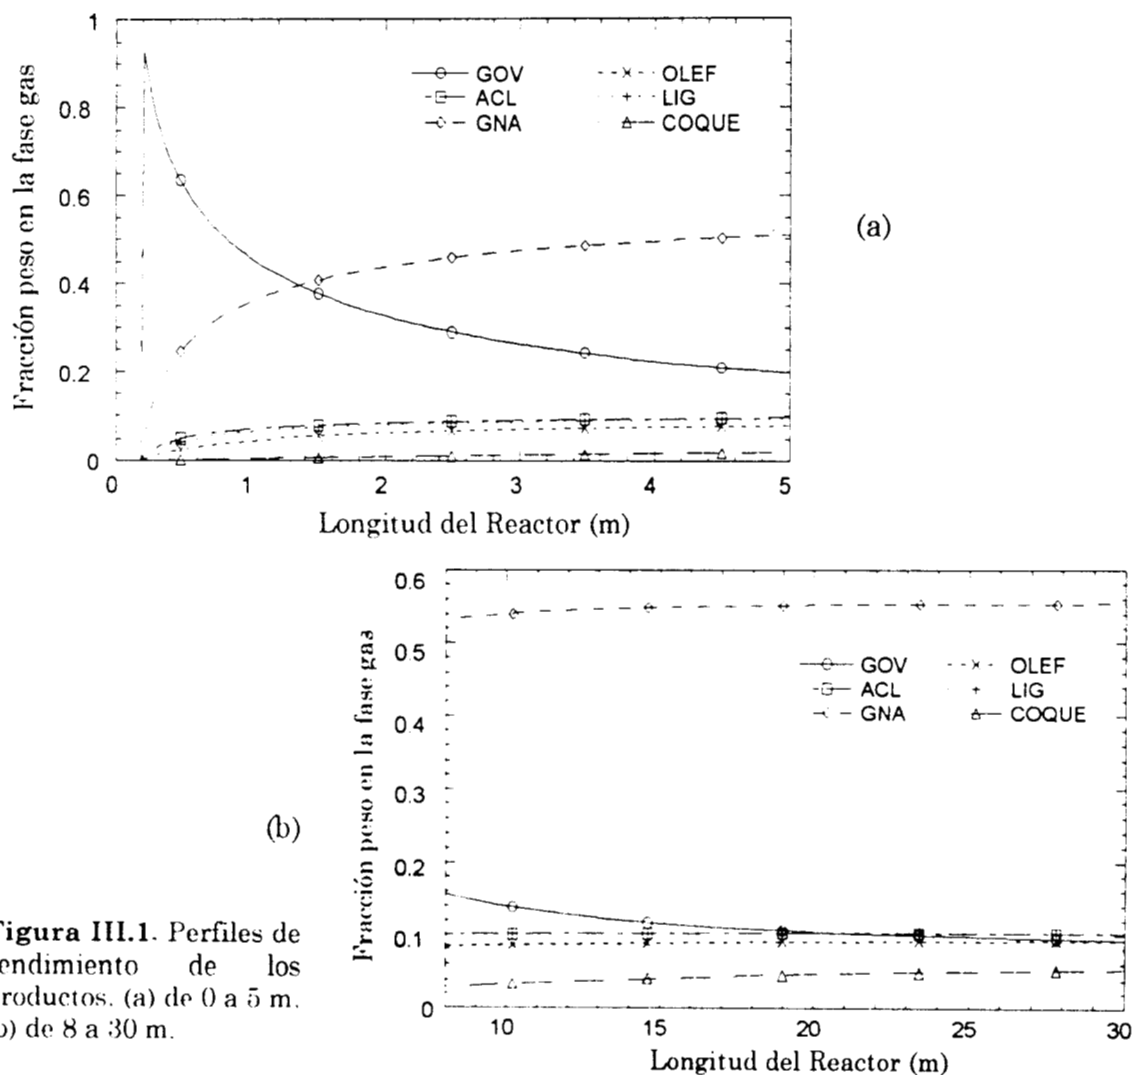 1
0.8
0.6
0.4
0.2
0
Fracción peso en la fase gas
GOV
ACL
GNA
OLEF
LIG
COQUE
(a)
0 1 2 3 4 5
Longitud del Reactor (m)
0.6
0.5
0.4
0.3
0.2
0.1
0
Fracción peso en la fase gas
GOV
ACL
GNA
OLEF
LIG
COQUE
(b)
10 15 20 25 30
Longitud del Reactor (m)
III.1. Perfiles de
de los
(a) de 0 a 5 m.
de 8 a 30 m.